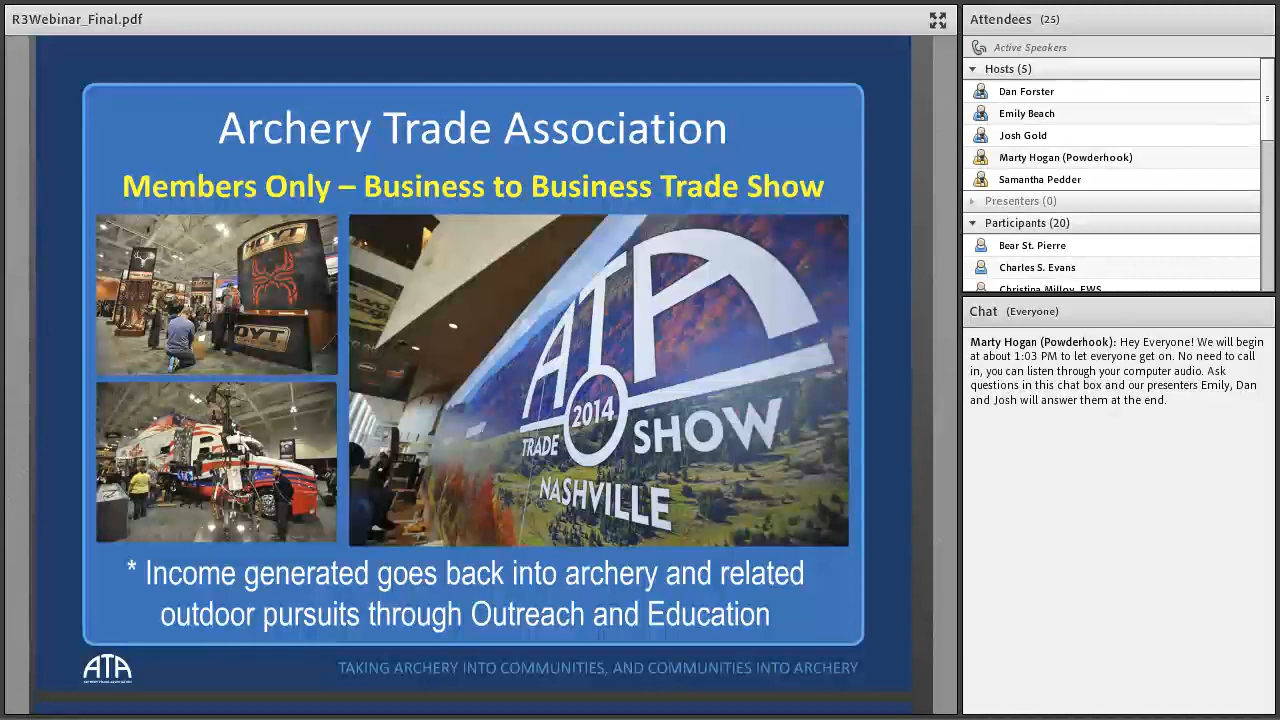 R3Webinar_Final.pdf
Archery Trade Association
Members Only – Business to Business Trade Show
HOYT
ATA
2014
TRADE SHOW
NASHVILLE
* Income generated goes back into archery and related
outdoor pursuits through Outreach and Education
ATA
TAKING ARCHERY INTO COMMUNITIES, AND COMMUNITIES INTO ARCHERY
Attendees (25)
Active Speakers
Hosts (5)
Dan Forster
Emily Beach
Josh Gold
Marty Hogan (Powderhook)
Samantha Pedder
Presenters (0)
Participants (20)
Bear St. Pierre
Charles S. Evans
Christina Milloy, FWS
Chat (Everyone)
Marty Hogan (Powderhook): Hey Everyone! We will begin
at about 1:03 PM to let everyone get on. No need to call
in, you can listen through your computer audio. Ask
questions in this chat box and our presenters Emily, Dan
and Josh will answer them at the end.